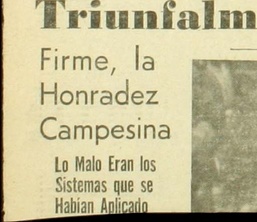 Triunfalm
Firme, la
Honradez
Campesina
Lo Malo Eran los
Sistemas que se
Habían Aplicado